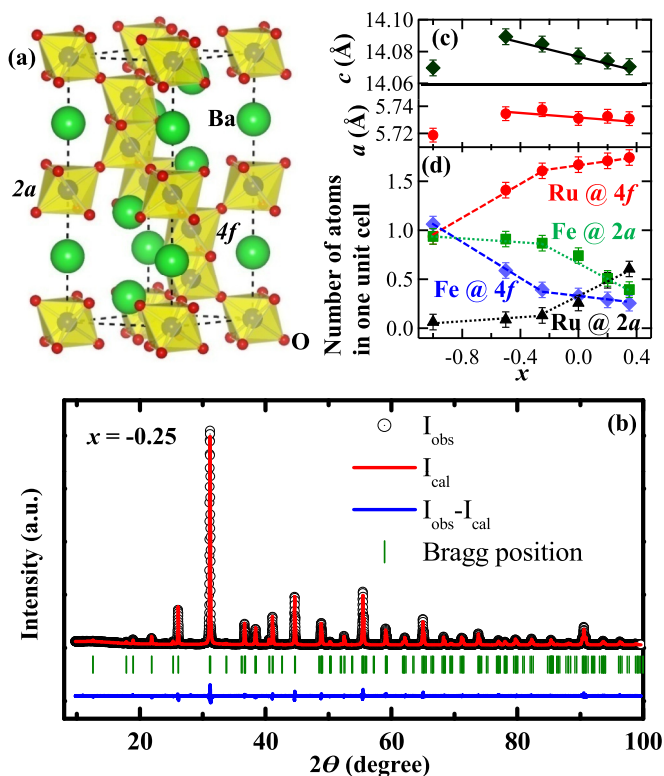 (a)
Ba
2a
4f
O
(c)
c (Å)
14.10
14.08
14.06
a (Å)
5.74
5.72
(d)
Number of atoms
in one unit cell
1.5
1.0
0.5
0.0
Ru @ 4f
Fe @ 2a
Fe @ 4f
Ru @ 2a
-0.8 -0.4 0.0 0.4
x
(b)
x = -0.25
Iobs
Ical
Iobs-Ical
Bragg position
Intensity (a.u.)
20 40 60 80 100
2Θ (degree)